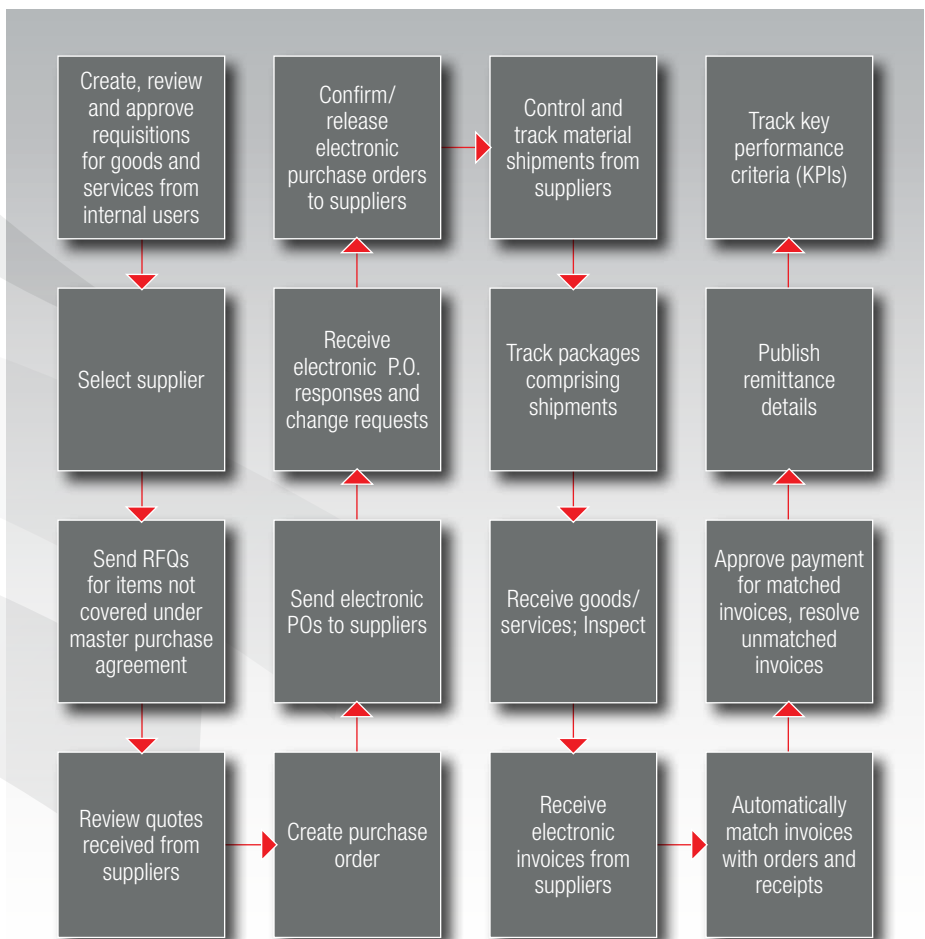 Create, review
and approve
requisitions
for goods and
services from
internal users
Select supplier
Send RFQs
for items not
covered under
master purchase
agreement
Review quotes
received from
suppliers
Create purchase
order
Send electronic
POs to suppliers
Receive
electronic P.O.
responses and
change requests
Confirm/
release
electronic
purchase orders
to suppliers
Control and
track material
shipments from
suppliers
Track packages
comprising
shipments
Receive goods/
services; Inspect
Receive
electronic
invoices from
suppliers
Automatically
match invoices
with orders and
receipts
Approve payment
for matched
invoices, resolve
unmatched
invoices
Publish
remittance
details
Track key
performance
criteria (KPIs)